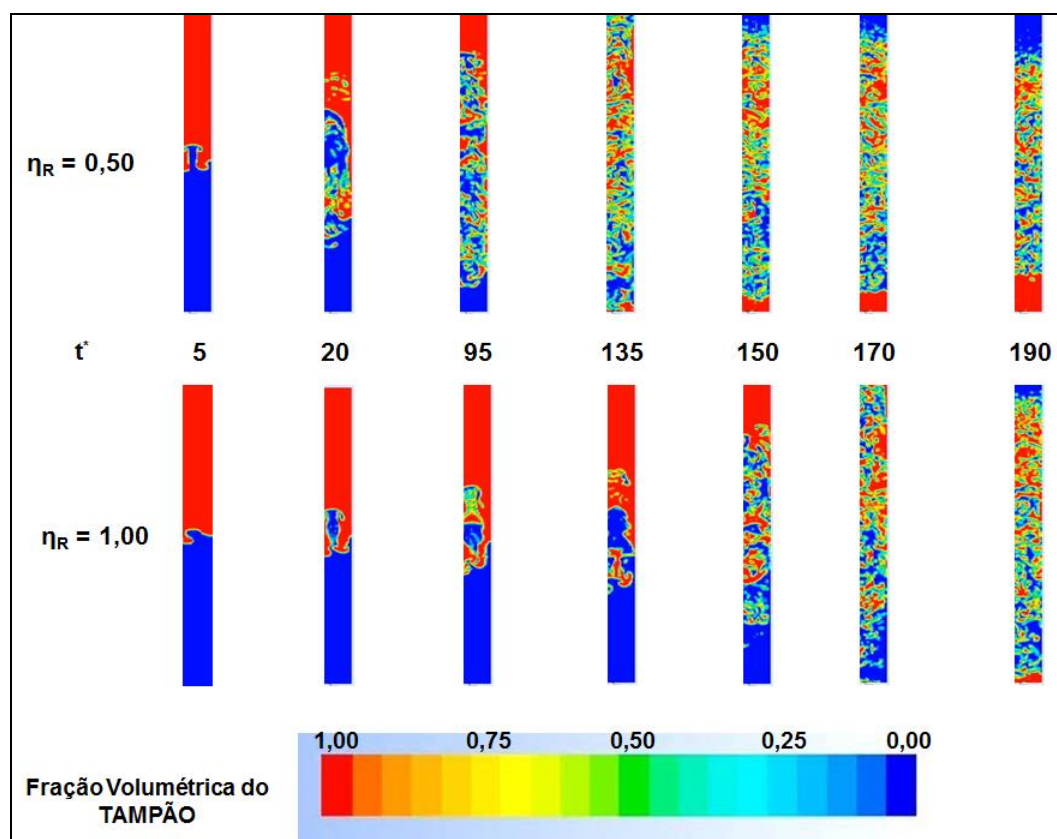 ηR = 0,50
t* 5 20 95 135 150 170 190
ηR = 1,00
1,00 0,75 0,50 0,25 0,00
Fração Volumétrica do
TAMPÃO